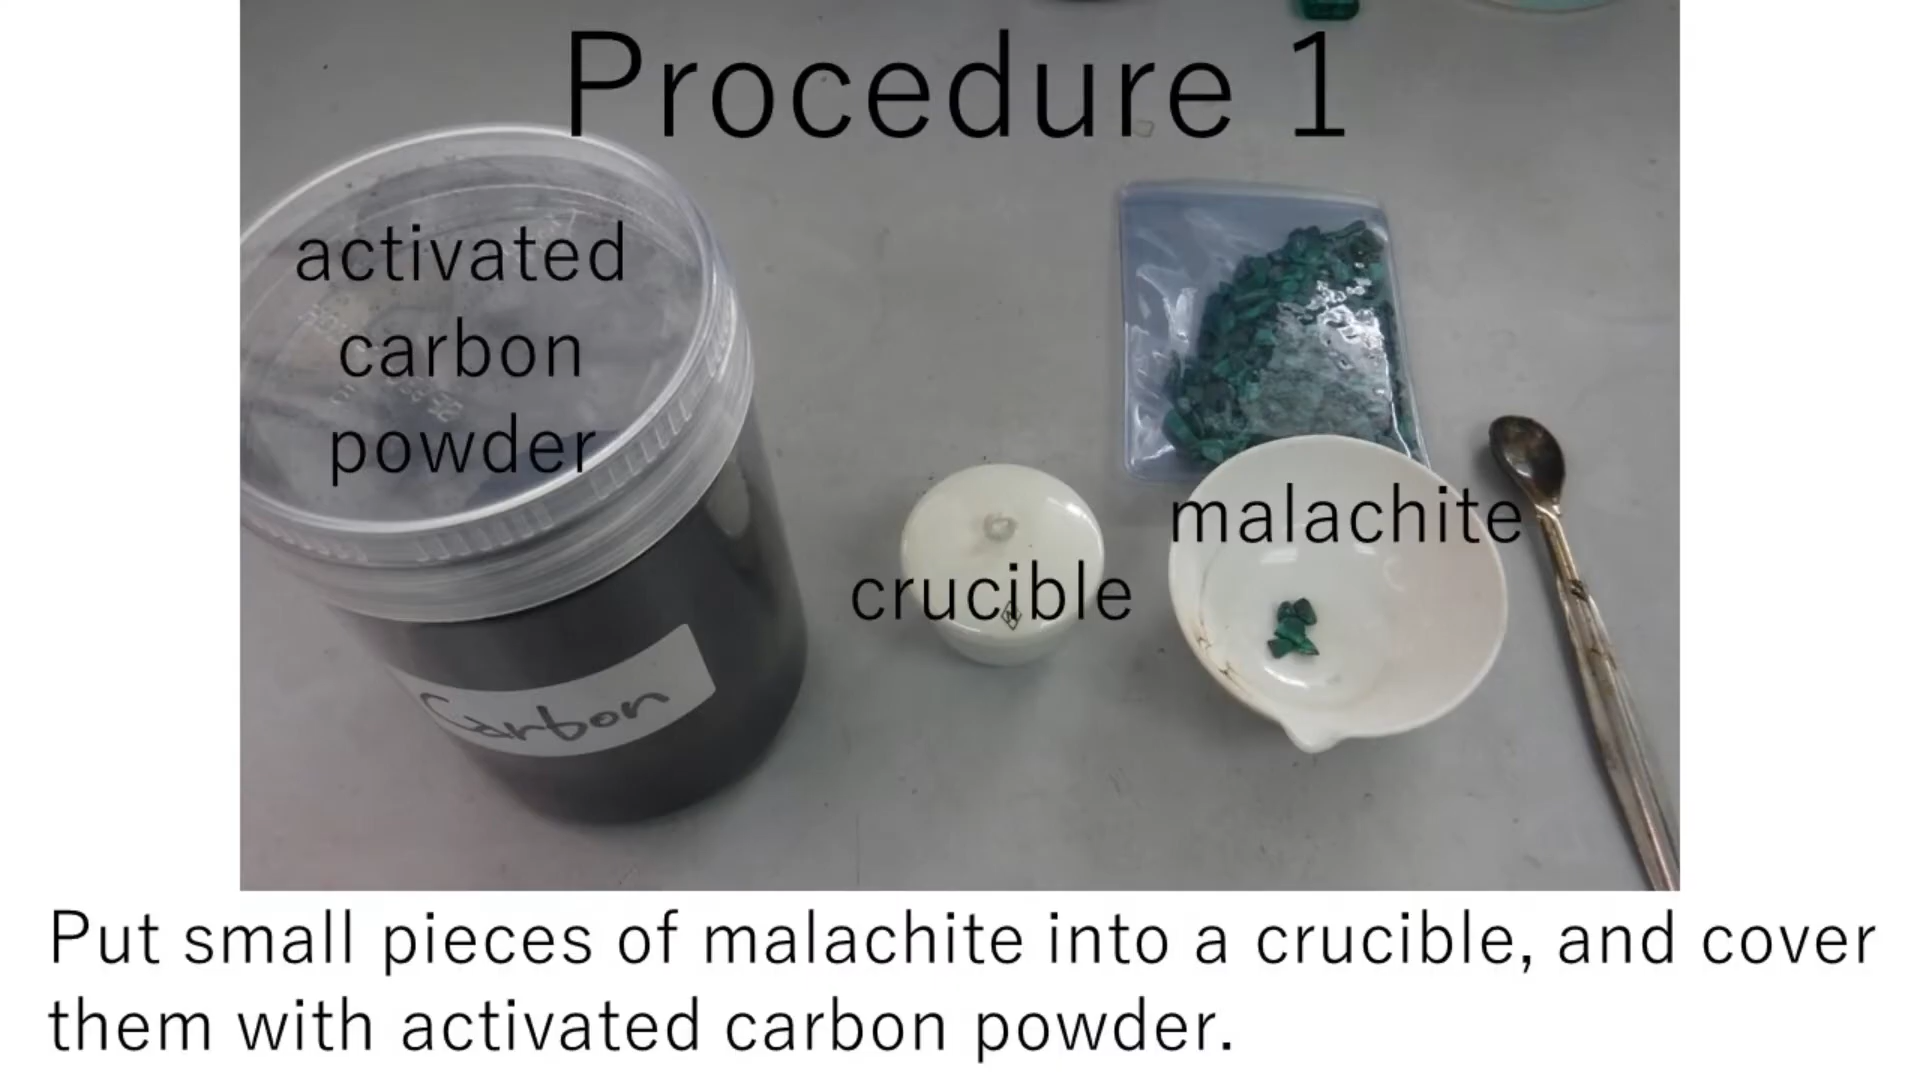 Procedure 1
activated
carbon
powder
malachite
crucible
Carbon
Put small pieces of malachite into a crucible, and cover
them with activated carbon powder.